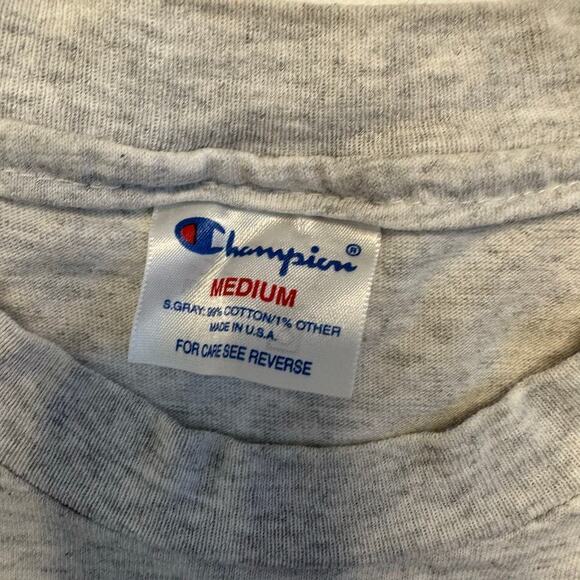 Champion®
MEDIUM
S.GRAY: 99% COTTON/1% OTHER
MADE IN U.S.A.
FOR CARE SEE REVERSE